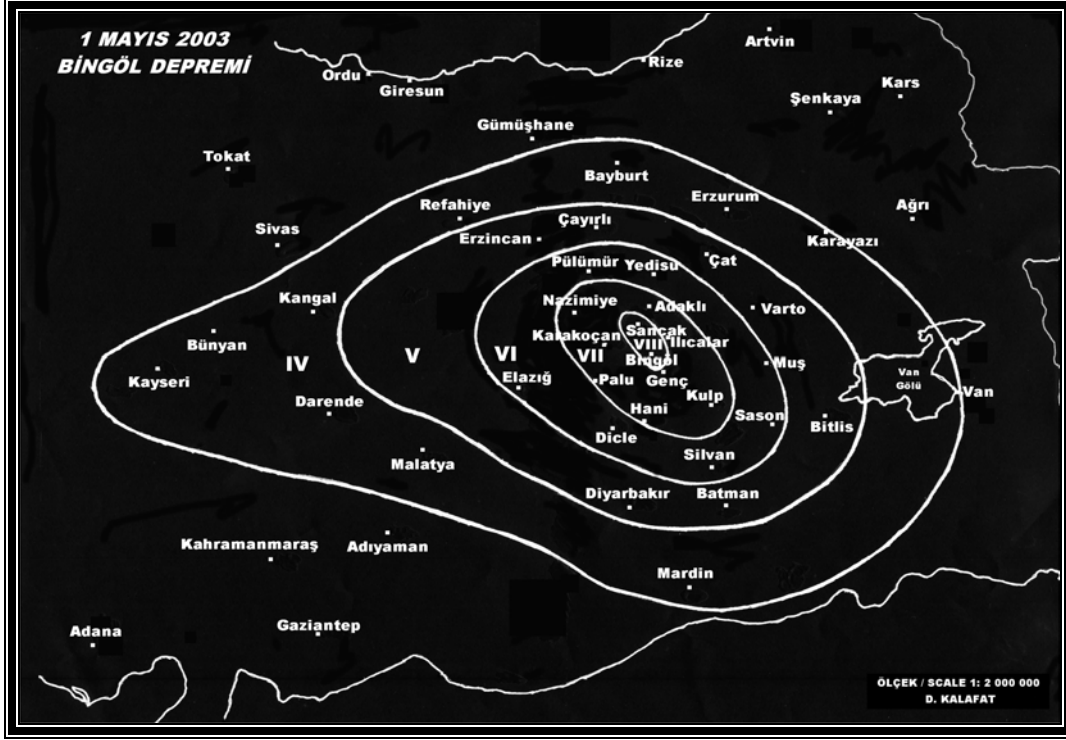 1 MAYIS 2003
BİNGÖL DEPREMİ
Artvin
Rize
Ordu
Giresun
Kars
Şenkaya
Gümüşhane
Tokat
Bayburt
Erzurum
Refahiye
Ağrı
Çayırlı
Sivas
Erzincan
Karayazı
Pülümür
Yedisu
Çat
Kangal
Nazimiye
Adaklı
Varto
Sancak
Karakoçan
Ilıcalar
Bünyan
IV
V
VI
VII
VIII
Bingöl
Muş
Van
Gölü
Kayseri
Elazığ
Palu
Genç
Van
Darende
Kulp
Hani
Sason
Bitlis
Dicle
Malatya
Silvan
Diyarbakır
Batman
Kahramanmaraş
Adıyaman
Mardin
Adana
Gaziantep
ÖLÇEK / SCALE 1: 2 000 000
D. KALAFAT